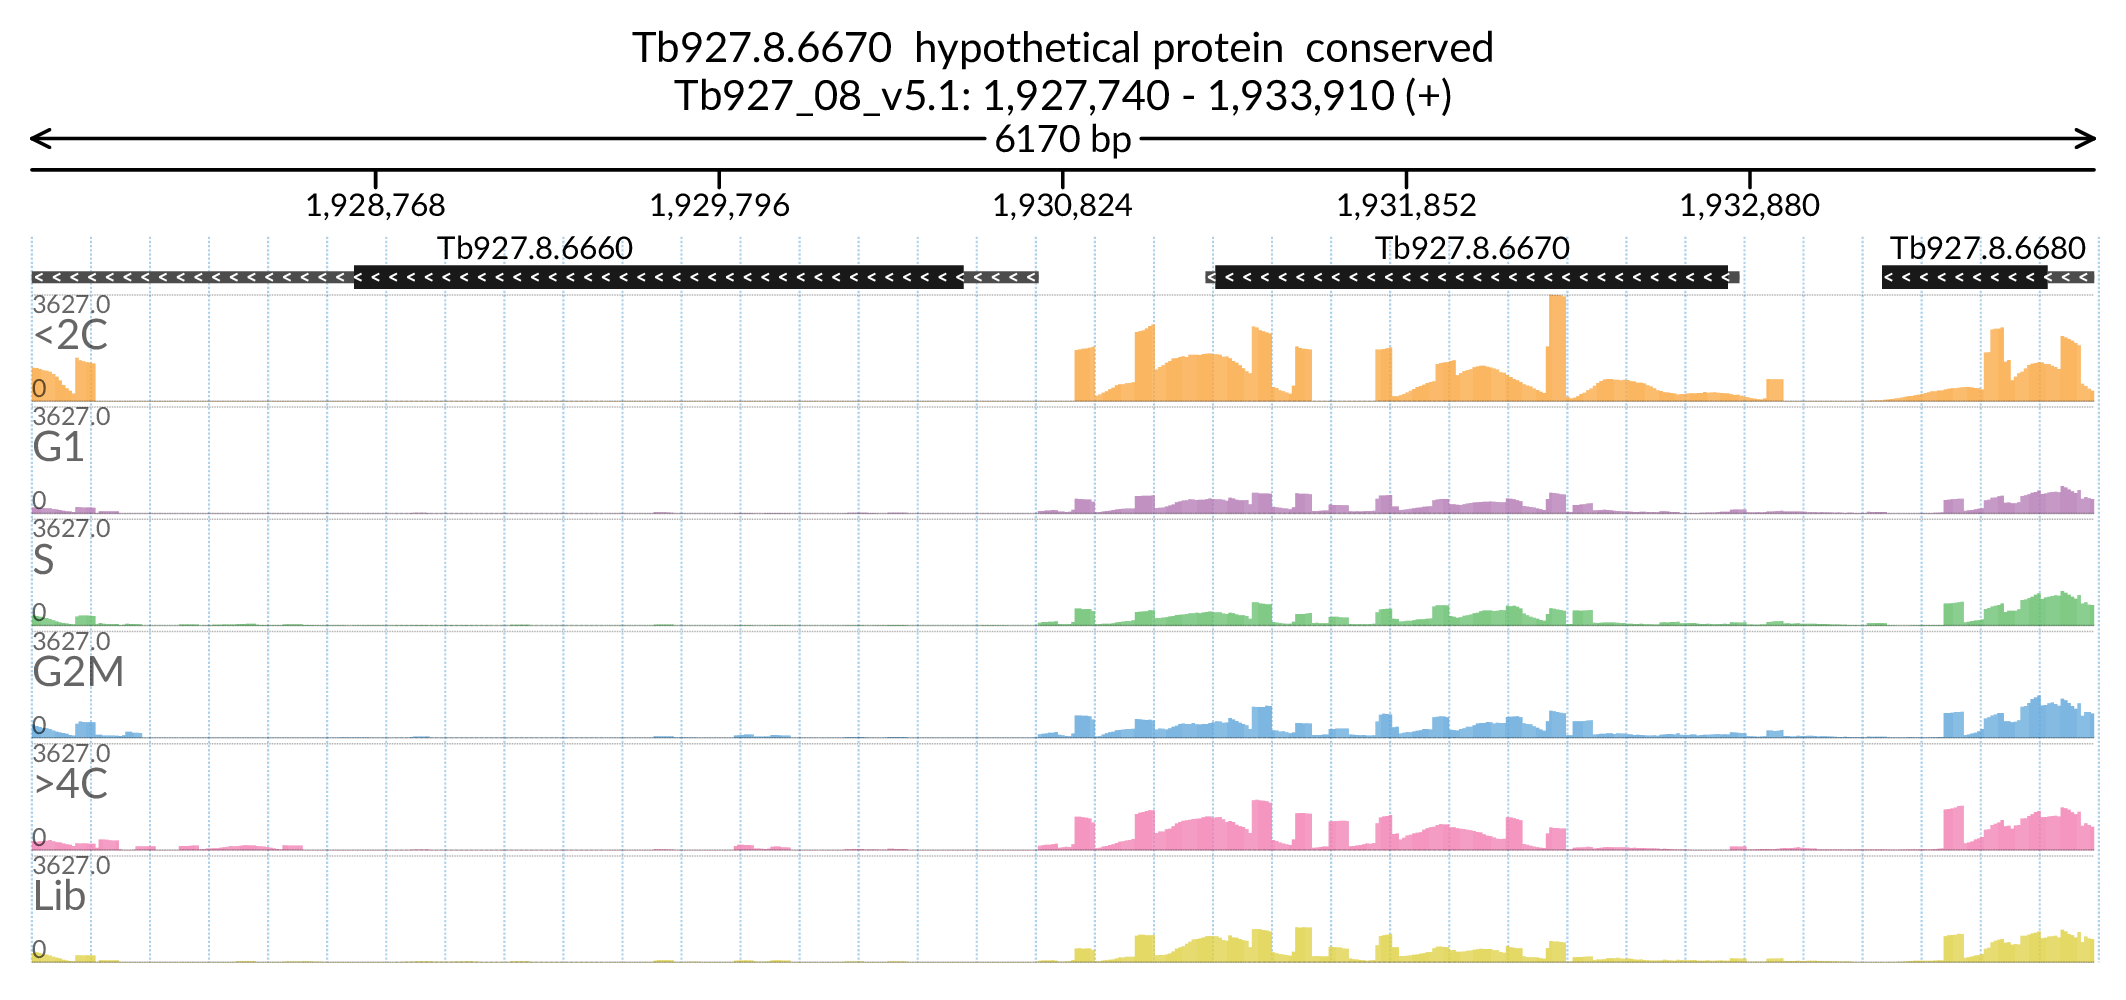 Tb927.8.6670 hypothetical protein conserved
Tb927_08_v5.1: 1,927,740 - 1,933,910 (+)
6170 bp
1,928,768 1,929,796 1,930,824 1,931,852 1,932,880
Tb927.8.6660 Tb927.8.6670 Tb927.8.6680
3627.0
<2C
0
3627.0
G1
0
3627.0
S
0
3627.0
G2M
0
3627.0
>4C
0
3627.0
Lib
0